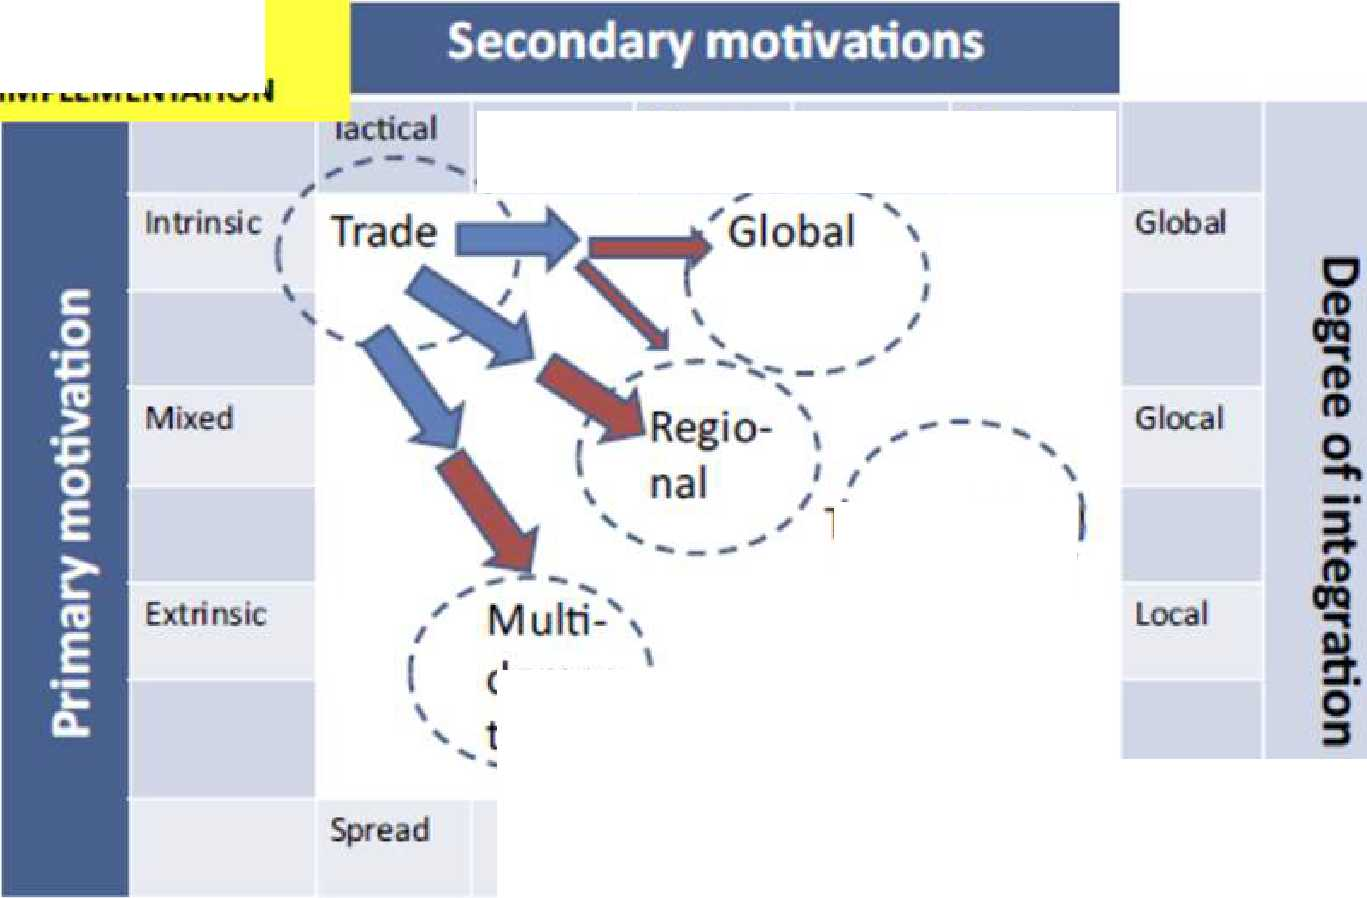 Secondary motivations
IMPLEMENTATION
Tactical
Intrinsic
Trade
Global
Global
Mixed
Regio-
nal
Glocal
Extrinsic
Multi-
Local
Spread
Primary motivation
Degree of integration